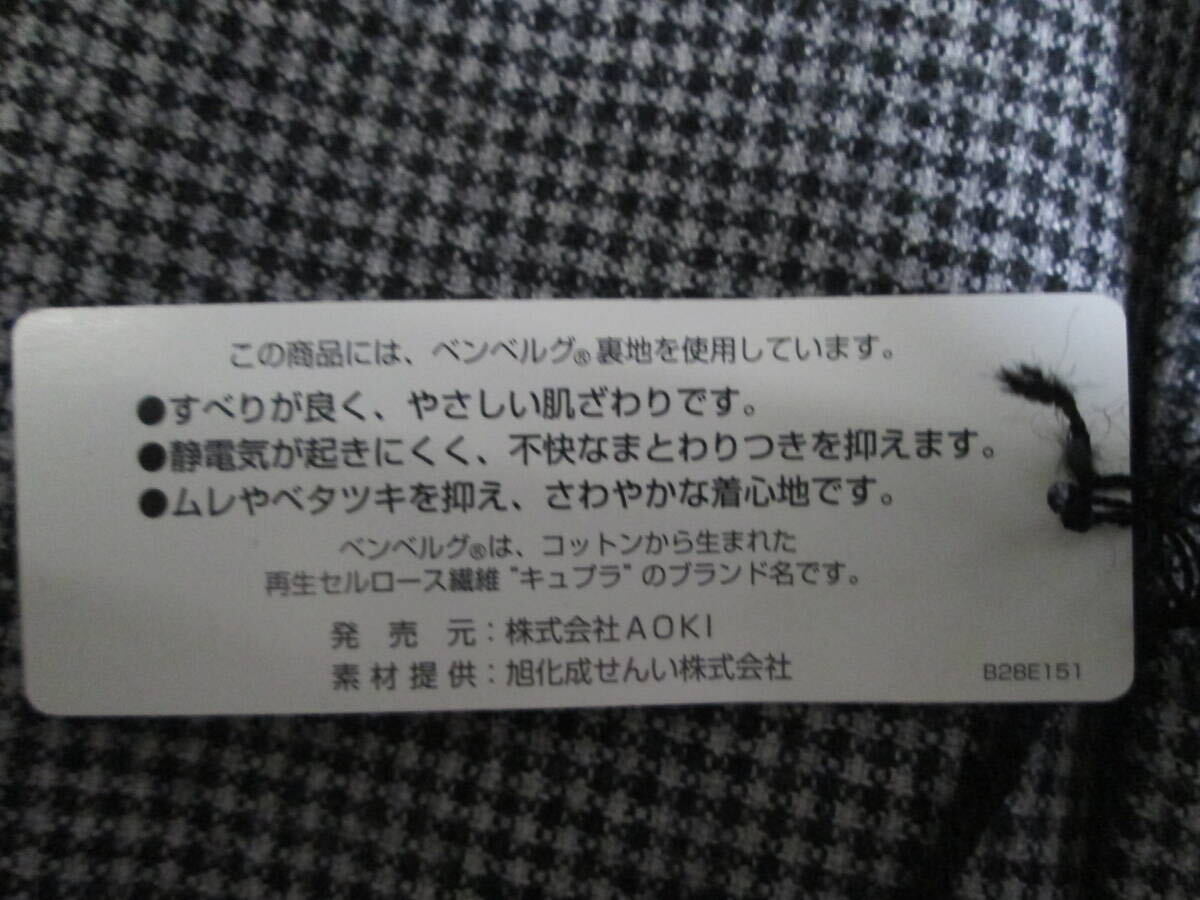 この商品には、ベンベルグ®裏地を使用しています。
●すべりが良く、やさしい肌ざわりです。
●静電気が起きにくく、不快なまとわりつきを抑えます。
●ムレやベタツキを抑え、さわやかな着心地です。
ベンベルグ®は、コットンから生まれた
再生セルロース繊維"キュプラ"のブランド名です。
発売元：株式会社AOKI
素材提供：旭化成せんい株式会社
B28E151